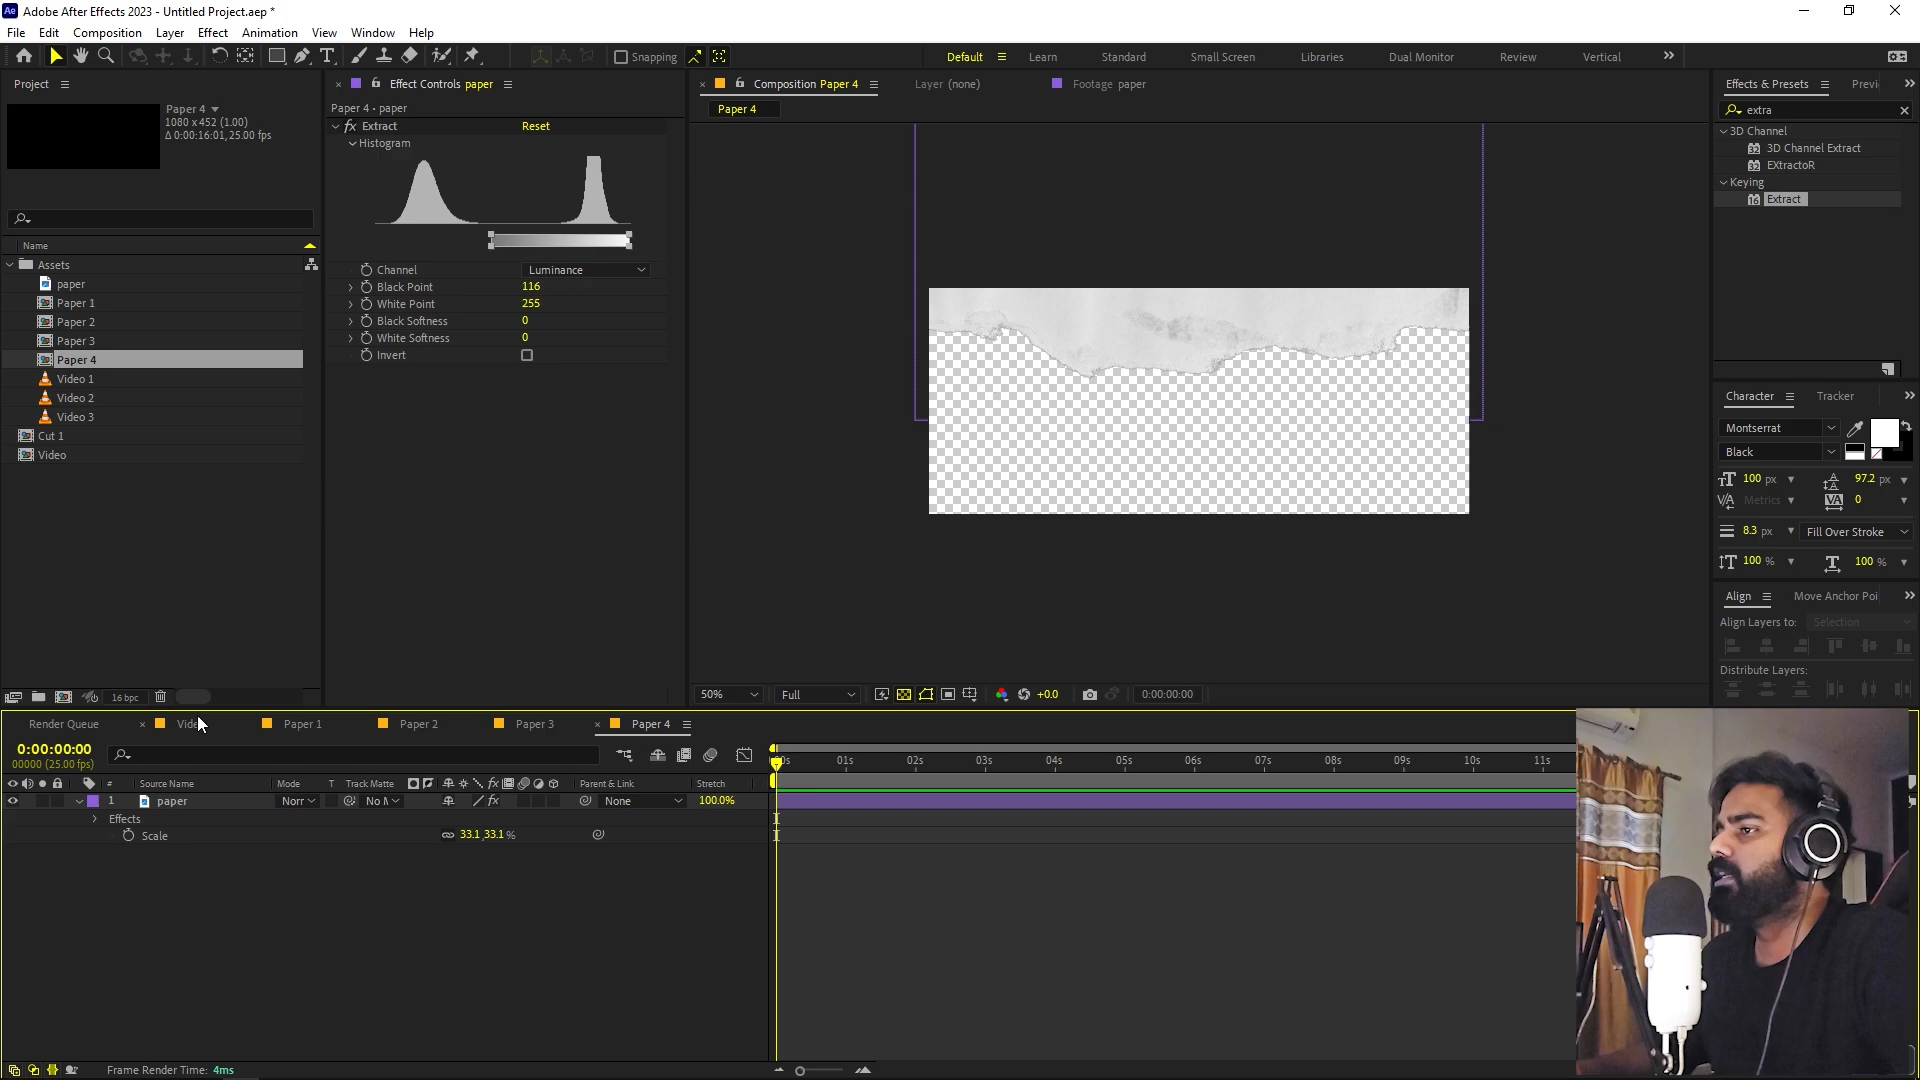 Adobe After Effects 2023 - Untitled Project.aep *
File Edit Composition Layer Effect Animation View Window Help
Snapping Default Learn Standard Small Screen Libraries Dual Monitor Review Vertical
Project
Paper 4
1080 x 452 (1.00)
Δ 0:00:16:01, 25.00 fps
Name
Assets
paper
Paper 1
Paper 2
Paper 3
Paper 4
Video 1
Video 2
Video 3
Cut 1
Video
16 bpc
Effect Controls paper
Paper 4 • paper
fx Extract Reset
Histogram
Channel Luminance
Black Point 116
White Point 255
Black Softness 0
White Softness 0
Invert
Composition Paper 4 Layer (none) Footage paper
Paper 4
50% Full +0.0 0:00:00:00
Effects & Presets Previ
extra
3D Channel
3D Channel Extract
EXtractoR
Keying
Extract
Character Tracker
Montserrat
Black
100 px 97.2 px
Metrics 0
8.3 px Fill Over Stroke
100 % 100 %
Align Move Anchor Poi
Align Layers to: Selection
Distribute Layers:
Render Queue Paper 1 Paper 2 Paper 3 Paper 4
0:00:00:00
00000 (25.00 fps)
# Source Name Mode T Track Matte Parent & Link Stretch
1 paper Norr No M None 100.0%
Effects
Scale 33.1,33.1 %
01s 02s 03s 04s 05s 06s 07s 08s 09s 10s 11s
Frame Render Time: 4ms